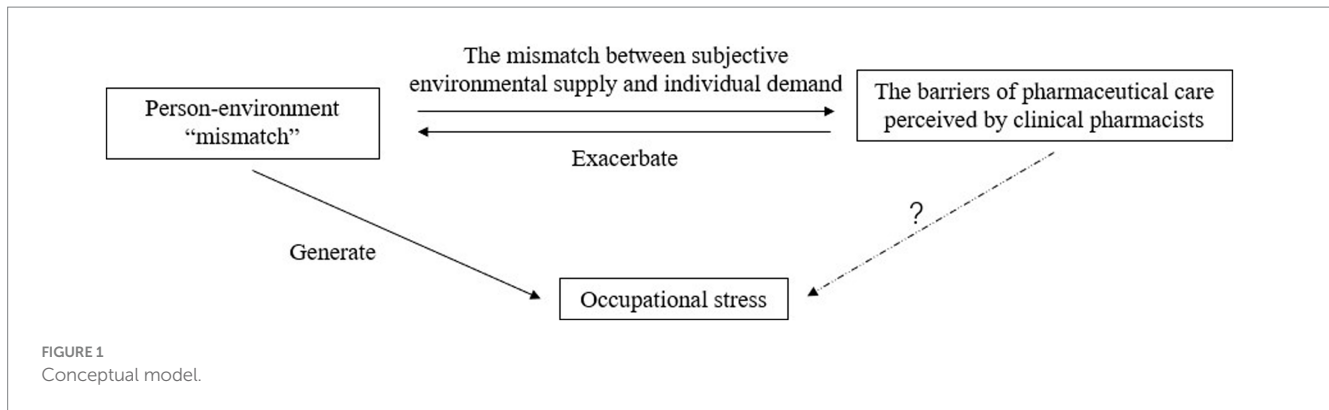 The mismatch between subjective
environmental supply and individual demand
Person-environment
“mismatch”
The barriers of pharmaceutical care
perceived by clinical pharmacists
Exacerbate
?
Generate
Occupational stress
FIGURE 1
Conceptual model.